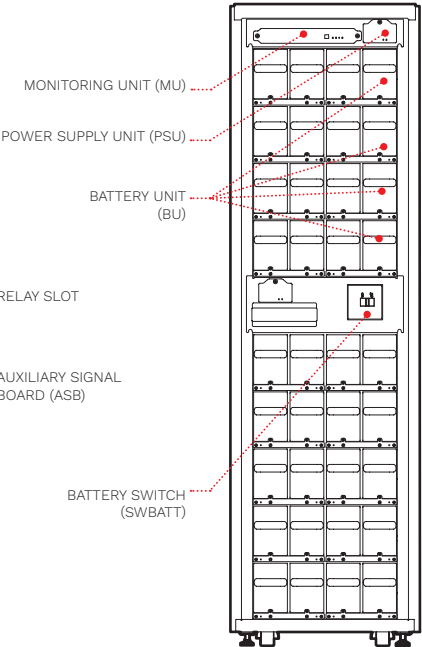 MONITORING UNIT (MU)
POWER SUPPLY UNIT (PSU)
BATTERY UNIT
(BU)
RELAY SLOT
AUXILIARY SIGNAL
BOARD (ASB)
BATTERY SWITCH
(SWBATT)